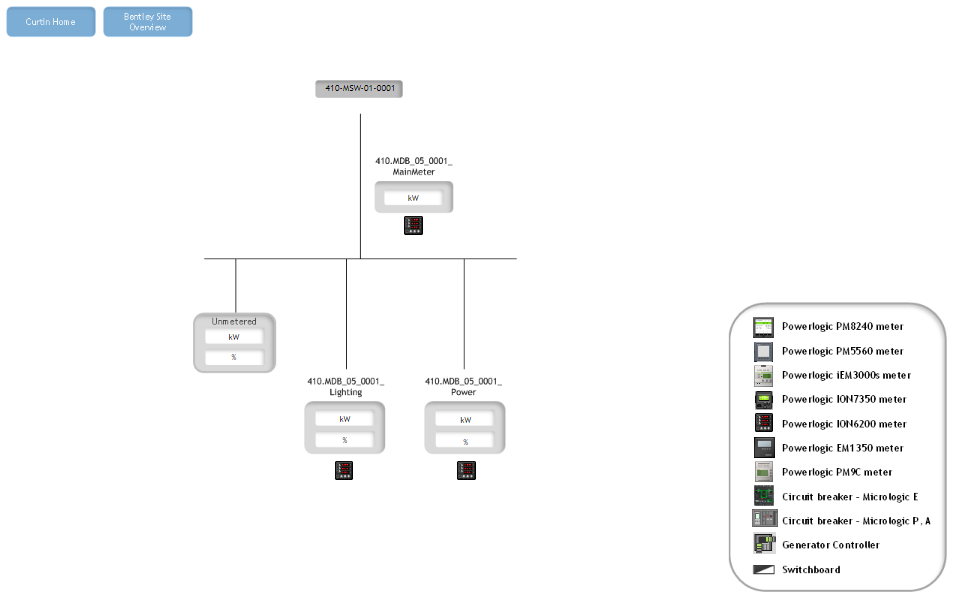 Curtin Home
Bentley Site
Overview
410-MSW-01-0001
410.MDB_05_0001_
MainMeter
kW
Unmetered
kW
%
410.MDB_05_0001_
Lighting
kW
%
410.MDB_05_0001_
Power
kW
%
Powerlogic PM8240 meter
Powerlogic PM5560 meter
Powerlogic iEM3000s meter
Powerlogic ION7350 meter
Powerlogic ION6200 meter
Powerlogic EM1350 meter
Powerlogic PM9C meter
Circuit breaker - Micrologic E
Circuit breaker - Micrologic P, A
Generator Controller
Switchboard